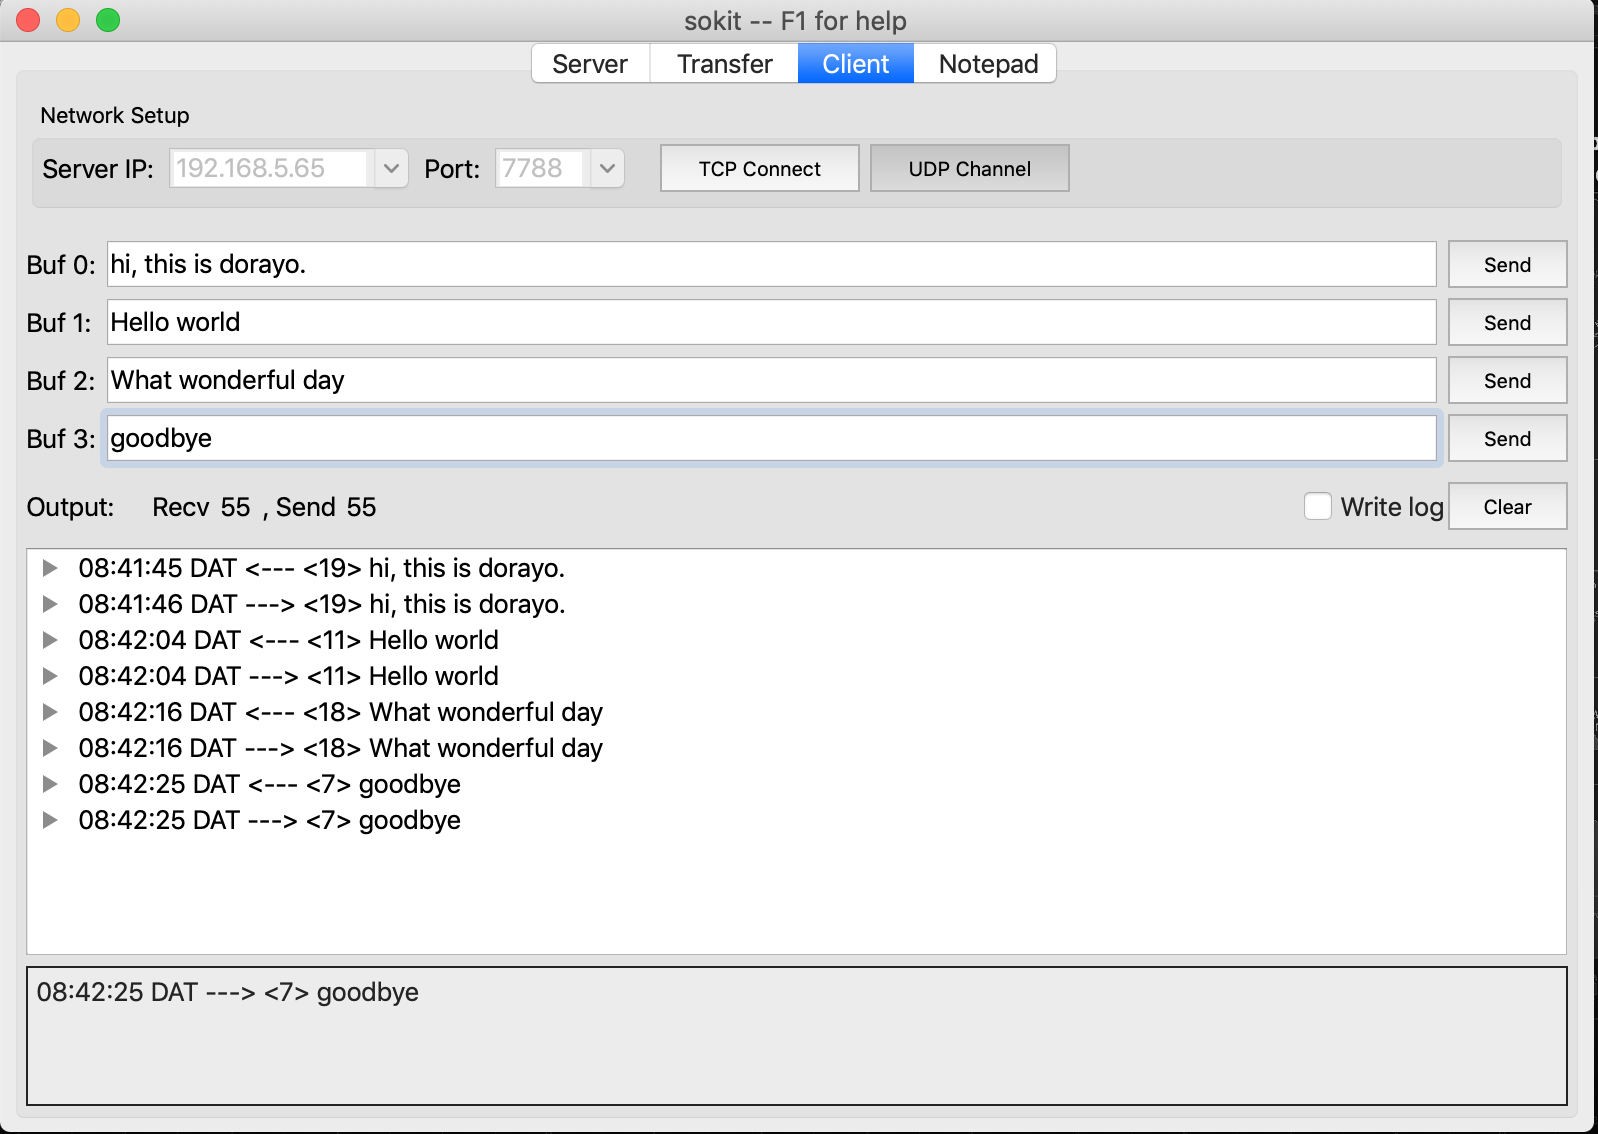 sokit -- F1 for help
Server Transfer Client Notepad
Network Setup
Server IP: 192.168.5.65 Port: 7788 TCP Connect UDP Channel
Buf 0: hi, this is dorayo. Send
Buf 1: Hello world Send
Buf 2: What wonderful day Send
Buf 3: goodbye Send
Output: Recv 55 , Send 55 Write log Clear
08:41:45 DAT <--- <19> hi, this is dorayo.
08:41:46 DAT ---> <19> hi, this is dorayo.
08:42:04 DAT <--- <11> Hello world
08:42:04 DAT ---> <11> Hello world
08:42:16 DAT <--- <18> What wonderful day
08:42:16 DAT ---> <18> What wonderful day
08:42:25 DAT <--- <7> goodbye
08:42:25 DAT ---> <7> goodbye
08:42:25 DAT ---> <7> goodbye